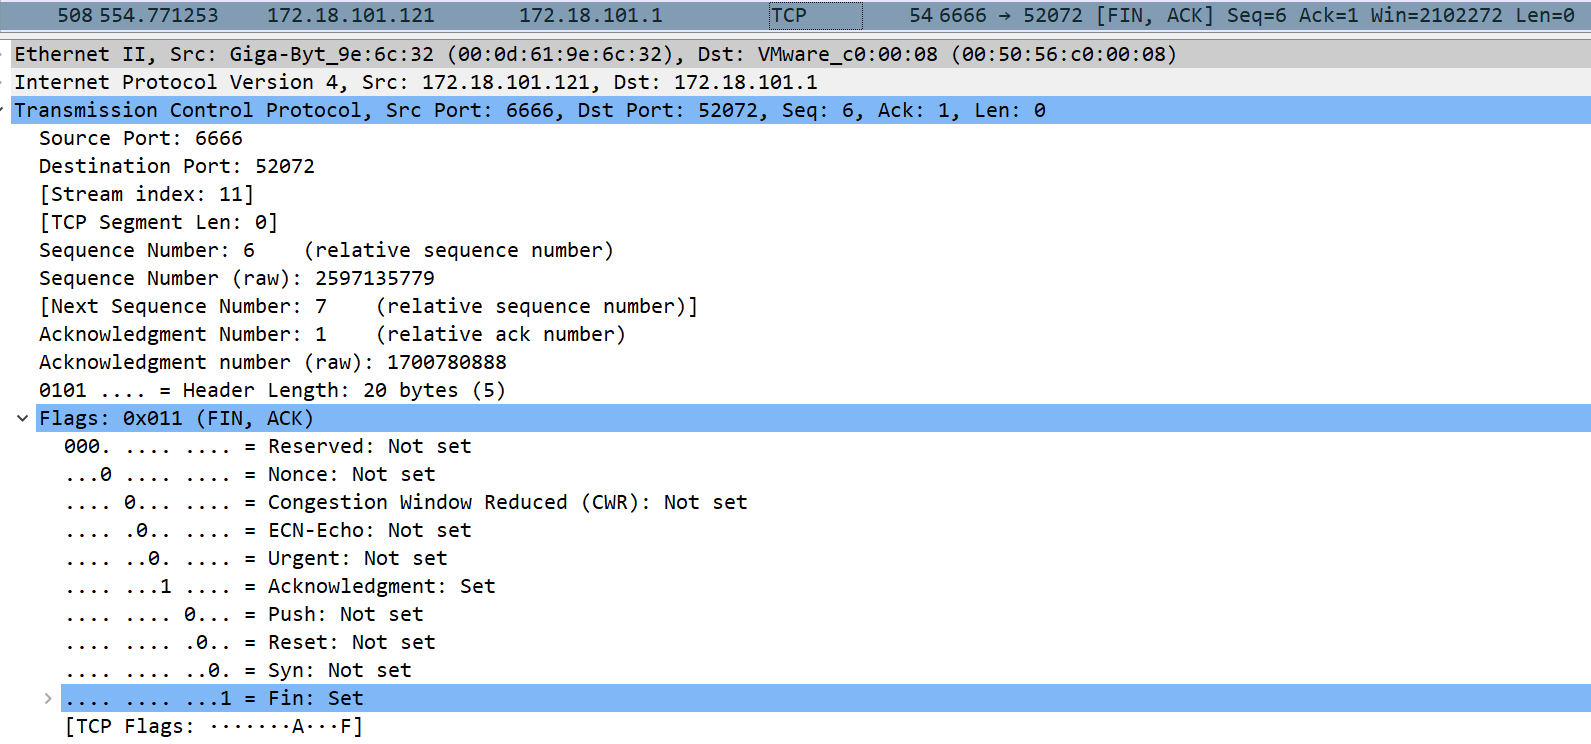 508 554.771253 172.18.101.121 172.18.101.1 TCP 54 6666 → 52072 [FIN, ACK] Seq=6 Ack=1 Win=2102272 Len=0
Ethernet II, Src: Giga-Byt_9e:6c:32 (00:0d:61:9e:6c:32), Dst: VMware_c0:00:08 (00:50:56:c0:00:08)
Internet Protocol Version 4, Src: 172.18.101.121, Dst: 172.18.101.1
Transmission Control Protocol, Src Port: 6666, Dst Port: 52072, Seq: 6, Ack: 1, Len: 0
Source Port: 6666
Destination Port: 52072
[Stream index: 11]
[TCP Segment Len: 0]
Sequence Number: 6    (relative sequence number)
Sequence Number (raw): 2597135779
[Next Sequence Number: 7    (relative sequence number)]
Acknowledgment Number: 1    (relative ack number)
Acknowledgment number (raw): 1700780888
0101 .... = Header Length: 20 bytes (5)
Flags: 0x011 (FIN, ACK)
000. .... .... = Reserved: Not set
...0 .... .... = Nonce: Not set
.... 0... .... = Congestion Window Reduced (CWR): Not set
.... .0.. .... = ECN-Echo: Not set
.... ..0. .... = Urgent: Not set
.... ...1 .... = Acknowledgment: Set
.... .... 0... = Push: Not set
.... .... .0.. = Reset: Not set
.... .... ..0. = Syn: Not set
.... .... ...1 = Fin: Set
[TCP Flags: ·······A···F]